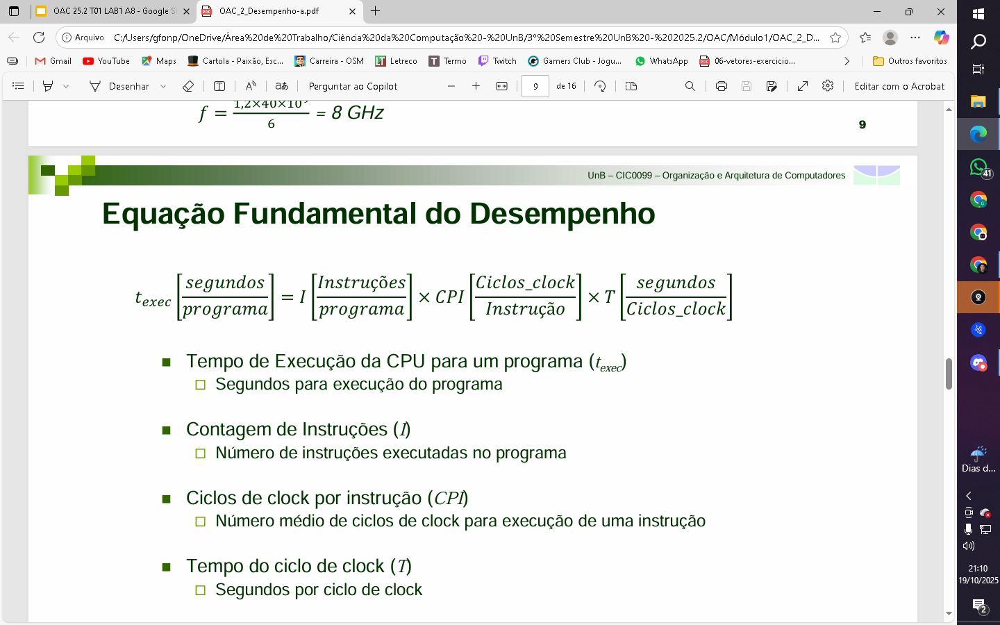 OAC 25.2 T01 LAB1 A8 - Google Sl
OAC_2_Desempenho-a.pdf
Arquivo
C:/Users/gfonp/OneDrive/Área%20de%20Trabalho/Ciência%20da%20Computação%20-%20UnB/3º%20Semestre%20UnB%20-%202025.2/OAC/Módulo1/OAC_2_D...
Gmail
YouTube
Maps
Cartola - Paixão, Esc...
Carreira - OSM
Letreco
Termo
Twitch
Gamers Club - Jogu...
WhatsApp
06-vetores-exercicio...
Outros favoritos
Desenhar
Perguntar ao Copilot
9
de 16
Editar com o Acrobat
f = 1,2×40×10⁹ / 6 = 8 GHz
9
UnB – CIC0099 – Organização e Arquitetura de Computadores
Equação Fundamental do Desempenho
t_exec [segundos/programa] = I [Instruções/programa] × CPI [Ciclos_clock/Instrução] × T [segundos/Ciclos_clock]
Tempo de Execução da CPU para um programa (t_exec)
Segundos para execução do programa
Contagem de Instruções (I)
Número de instruções executadas no programa
Ciclos de clock por instrução (CPI)
Número médio de ciclos de clock para execução de uma instrução
Tempo do ciclo de clock (T)
Segundos por ciclo de clock
41
Dias d...
21:10
19/10/2025
2